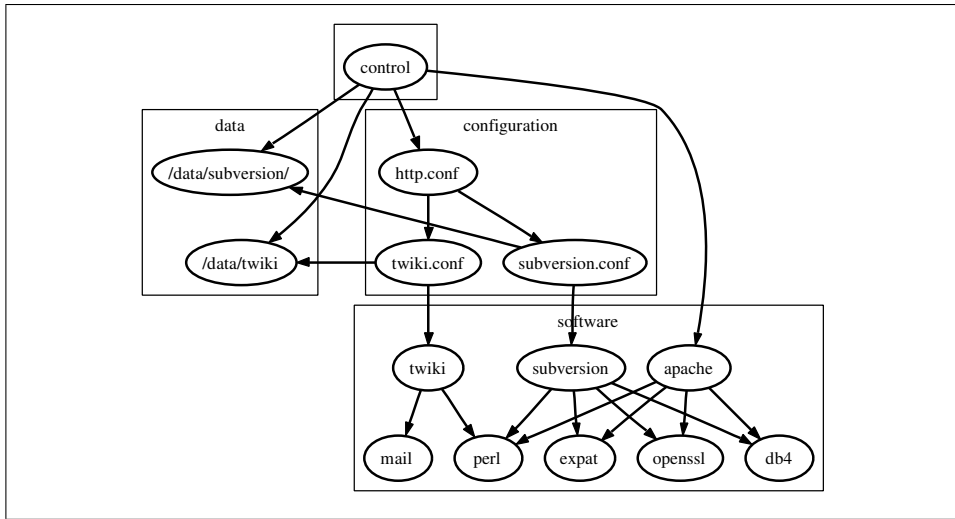 control
data
configuration
/data/subversion/
http.conf
/data/twiki
twiki.conf
subversion.conf
software
twiki
subversion
apache
mail
perl
expat
openssl
db4